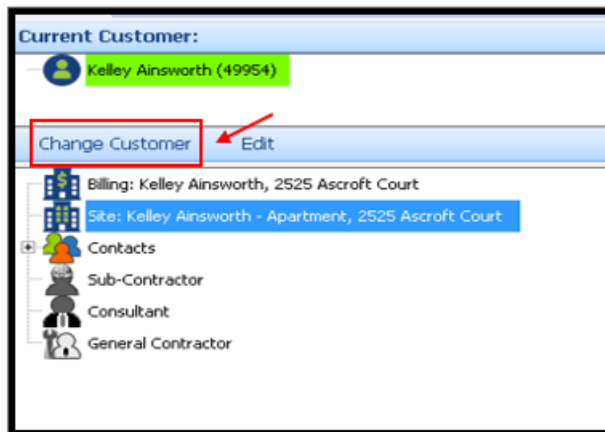 Current Customer:
Kelley Ainsworth (49954)
Change Customer Edit
Billing: Kelley Ainsworth, 2525 Ascroft Court
Site: Kelley Ainsworth - Apartment, 2525 Ascroft Court
Contacts
Sub-Contractor
Consultant
General Contractor